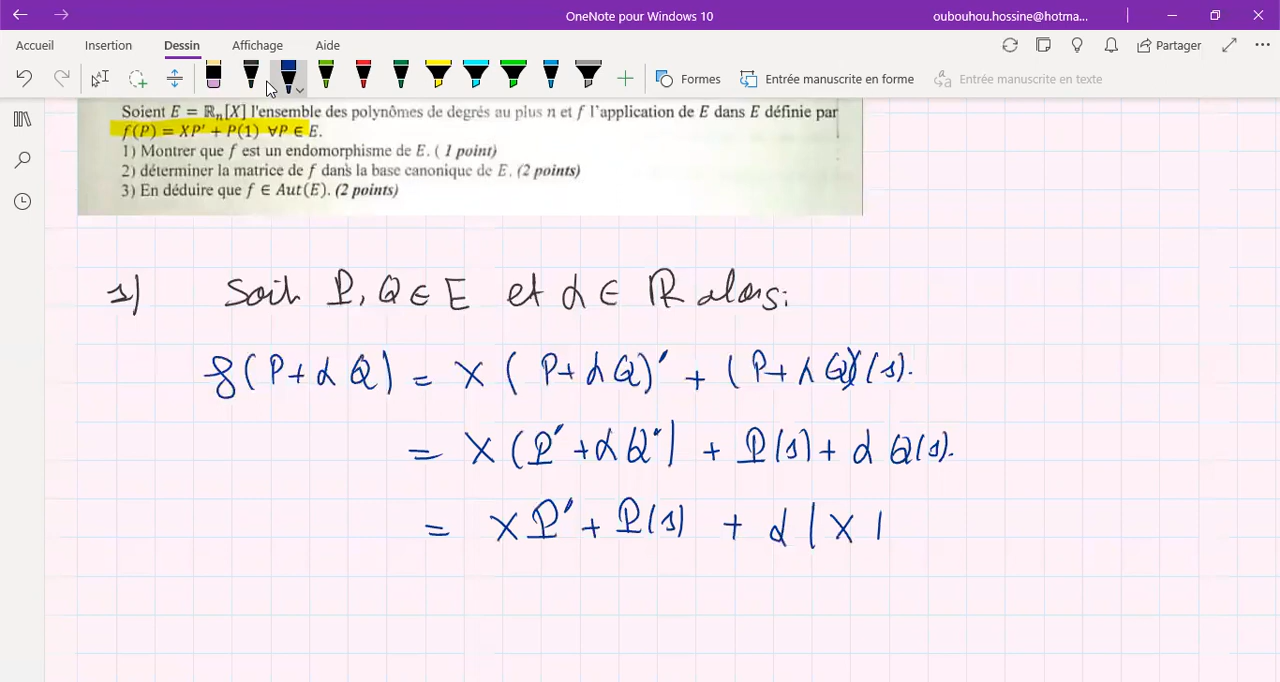 OneNote pour Windows 10
oubouhou.hossine@hotma...
Accueil Insertion Dessin Affichage Aide Partager
Formes Entrée manuscrite en forme Entrée manuscrite en texte
Soient E = ℝₙ[X] l'ensemble des polynômes de degrés au plus n et f l'application de E dans E définie par
f(P) = XP' + P(1) ∀P ∈ E.
1) Montrer que f est un endomorphisme de E. ( 1 point)
2) déterminer la matrice de f dans la base canonique de E. (2 points)
3) En déduire que f ∈ Aut(E). (2 points)
1) Soit P, Q ∈ E et α ∈ ℝ alors:
f(P+αQ) = X(P+αQ)' + (P+αQ)(1).
= X(P'+αQ') + P(1) + αQ(1).
= XP' + P(1) + α(X